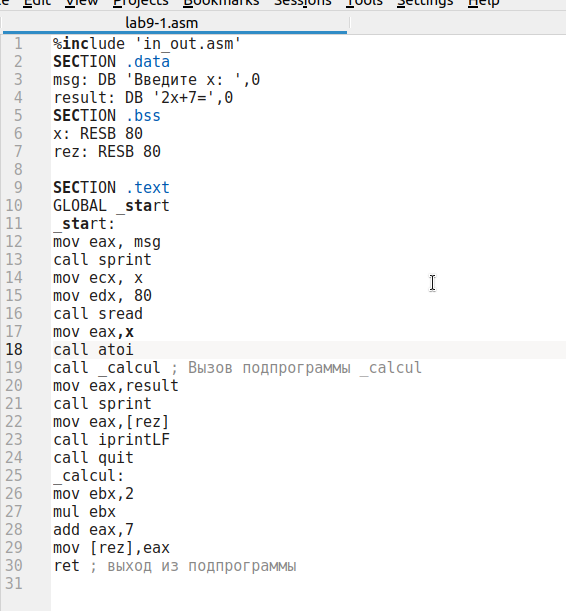 Edit View Projects Bookmarks Sessions Tools Settings Help
lab9-1.asm
1 %include 'in_out.asm'
2 SECTION .data
3 msg: DB 'Введите x: ',0
4 result: DB '2x+7=',0
5 SECTION .bss
6 x: RESB 80
7 rez: RESB 80
8
9 SECTION .text
10 GLOBAL _start
11 _start:
12 mov eax, msg
13 call sprint
14 mov ecx, x
15 mov edx, 80
16 call sread
17 mov eax,x
18 call atoi
19 call _calcul ; Вызов подпрограммы _calcul
20 mov eax,result
21 call sprint
22 mov eax,[rez]
23 call iprintLF
24 call quit
25 _calcul:
26 mov ebx,2
27 mul ebx
28 add eax,7
29 mov [rez],eax
30 ret ; выход из подпрограммы
31